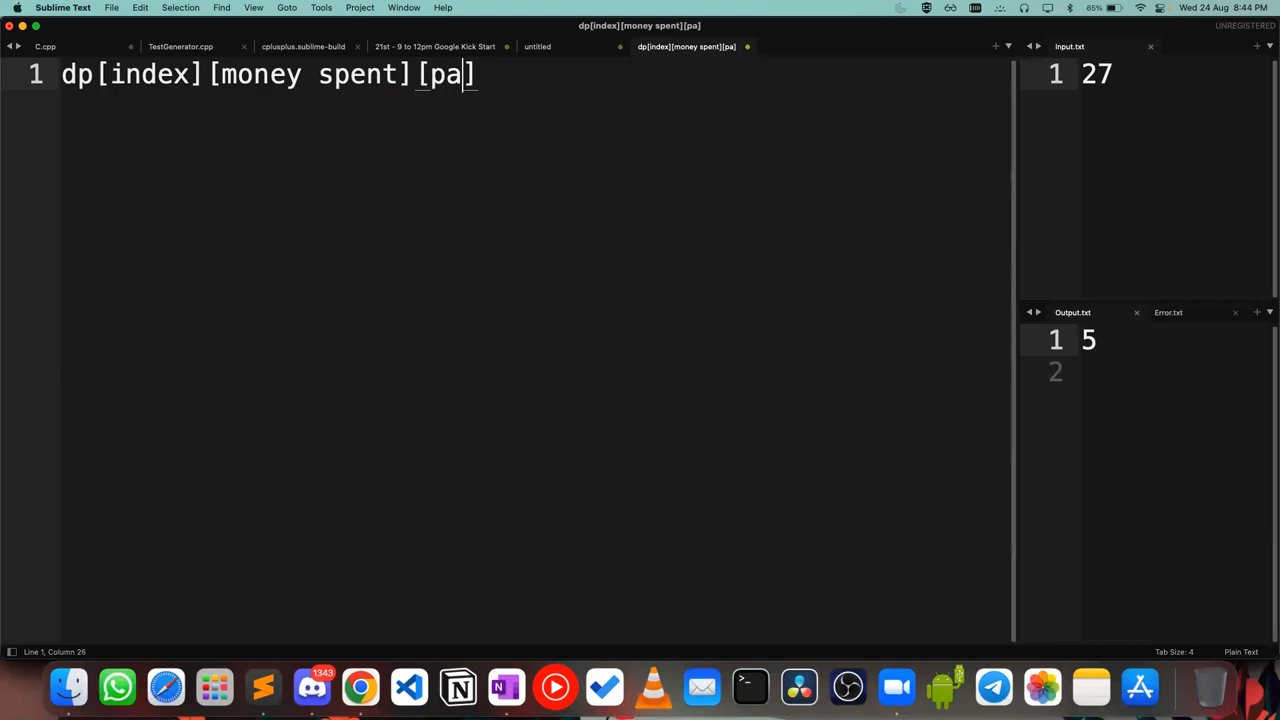 Sublime Text File Edit Selection Find View Goto Tools Project Window Help 65% Wed 24 Aug 8:44 PM
dp[index][money spent][pa] UNREGISTERED
C.cpp TestGenerator.cpp cplusplus.sublime-build 21st - 9 to 12pm Google Kick Start untitled dp[index][money spent][pa] Input.txt
1 dp[index][money spent][pa]
1 27
Output.txt Error.txt
1 5
2
Line 1, Column 26 Tab Size: 4 Plain Text
1343